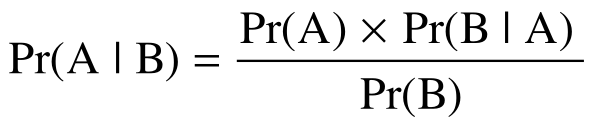 Pr(A | B) = Pr(A) × Pr(B | A) / Pr(B)